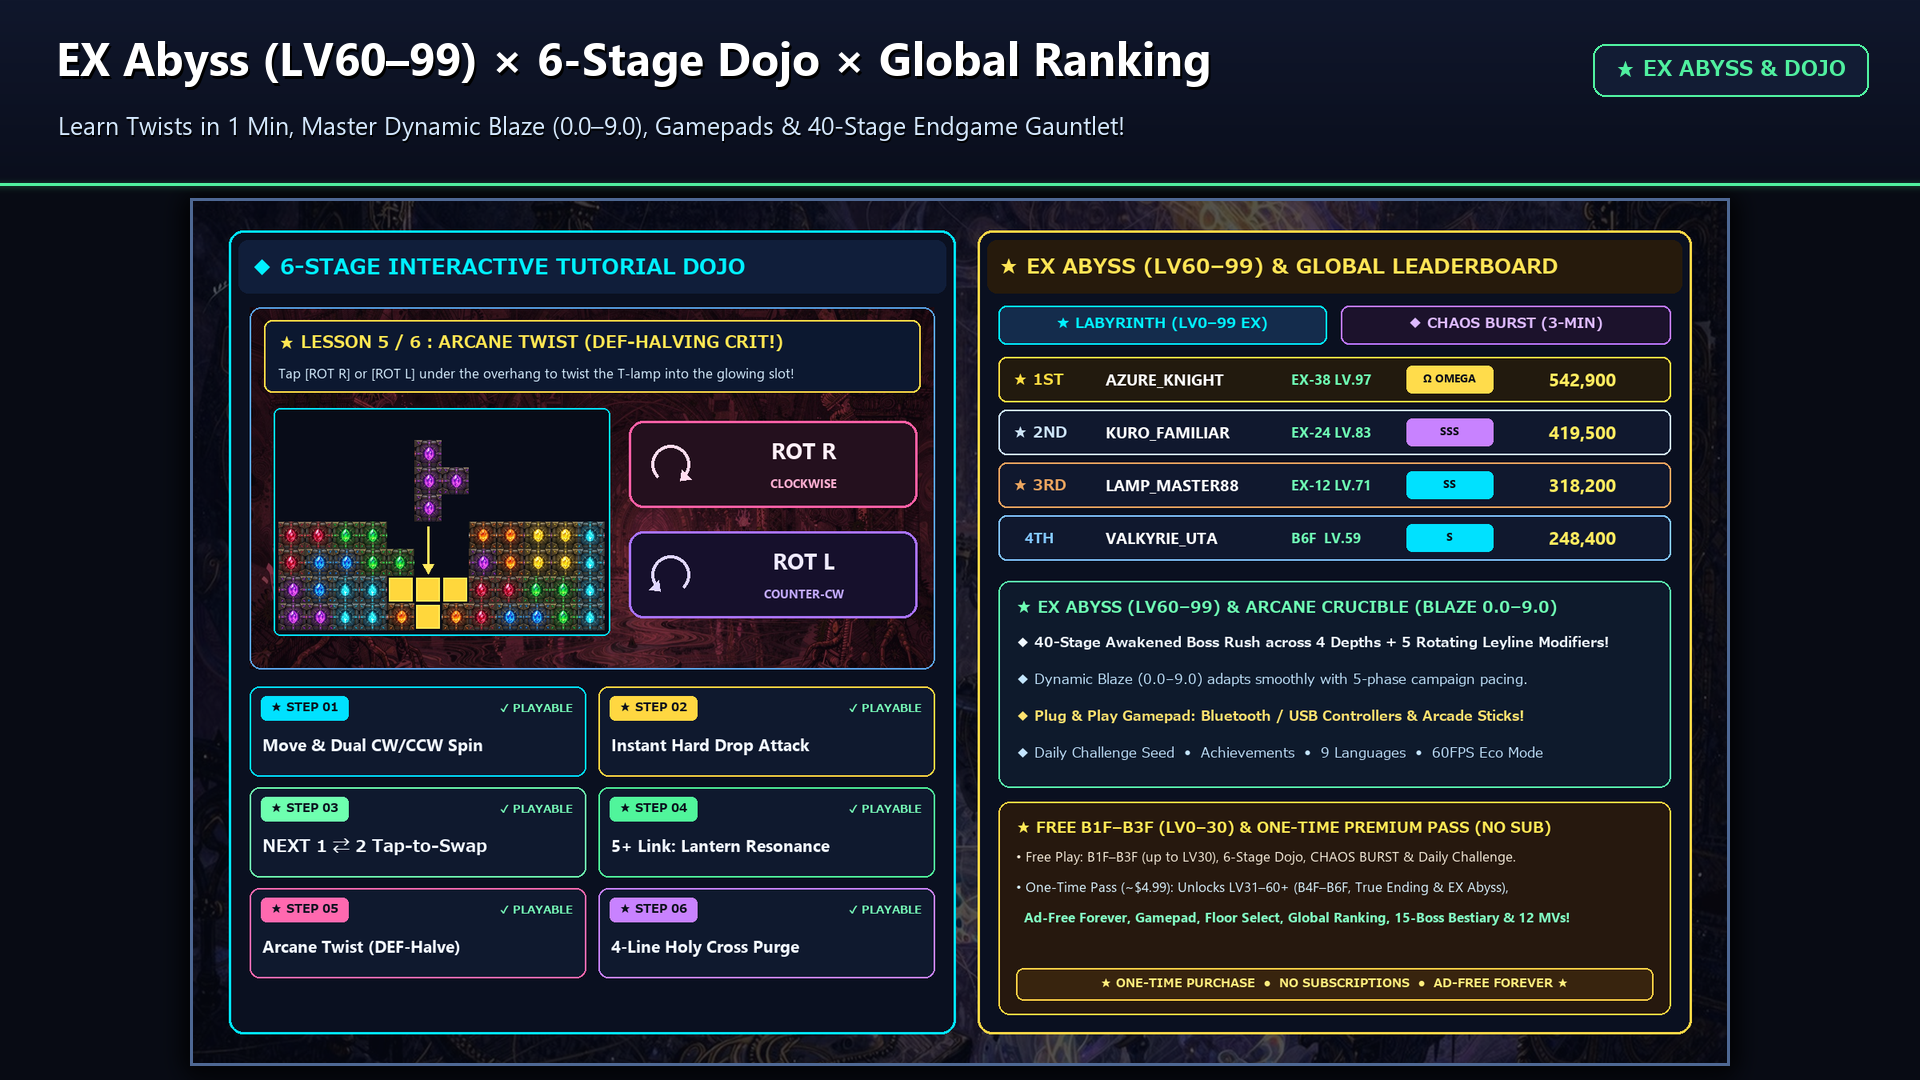 EX Abyss (LV60–99) × 6-Stage Dojo × Global Ranking
★ EX ABYSS & DOJO
Learn Twists in 1 Min, Master Dynamic Blaze (0.0–9.0), Gamepads & 40-Stage Endgame Gauntlet!
◆ 6-STAGE INTERACTIVE TUTORIAL DOJO
★ LESSON 5 / 6 : ARCANE TWIST (DEF-HALVING CRIT!)
Tap [ROT R] or [ROT L] under the overhang to twist the T-lamp into the glowing slot!
ROT R
CLOCKWISE
ROT L
COUNTER-CW
★ STEP 01
✓ PLAYABLE
Move & Dual CW/CCW Spin
★ STEP 02
✓ PLAYABLE
Instant Hard Drop Attack
★ STEP 03
✓ PLAYABLE
NEXT 1 ⇄ 2 Tap-to-Swap
★ STEP 04
✓ PLAYABLE
5+ Link: Lantern Resonance
★ STEP 05
✓ PLAYABLE
Arcane Twist (DEF-Halve)
★ STEP 06
✓ PLAYABLE
4-Line Holy Cross Purge
★ EX ABYSS (LV60–99) & GLOBAL LEADERBOARD
★ LABYRINTH (LV0–99 EX)
◆ CHAOS BURST (3-MIN)
★ 1ST AZURE_KNIGHT EX-38 LV.97 Ω OMEGA 542,900
★ 2ND KURO_FAMILIAR EX-24 LV.83 SSS 419,500
★ 3RD LAMP_MASTER88 EX-12 LV.71 SS 318,200
4TH VALKYRIE_UTA B6F LV.59 S 248,400
★ EX ABYSS (LV60–99) & ARCANE CRUCIBLE (BLAZE 0.0–9.0)
◆ 40-Stage Awakened Boss Rush across 4 Depths + 5 Rotating Leyline Modifiers!
◆ Dynamic Blaze (0.0–9.0) adapts smoothly with 5-phase campaign pacing.
◆ Plug & Play Gamepad: Bluetooth / USB Controllers & Arcade Sticks!
◆ Daily Challenge Seed • Achievements • 9 Languages • 60FPS Eco Mode
★ FREE B1F–B3F (LV0–30) & ONE-TIME PREMIUM PASS (NO SUB)
• Free Play: B1F–B3F (up to LV30), 6-Stage Dojo, CHAOS BURST & Daily Challenge.
• One-Time Pass (~$4.99): Unlocks LV31–60+ (B4F–B6F, True Ending & EX Abyss),
Ad-Free Forever, Gamepad, Floor Select, Global Ranking, 15-Boss Bestiary & 12 MVs!
★ ONE-TIME PURCHASE ● NO SUBSCRIPTIONS ● AD-FREE FOREVER ★